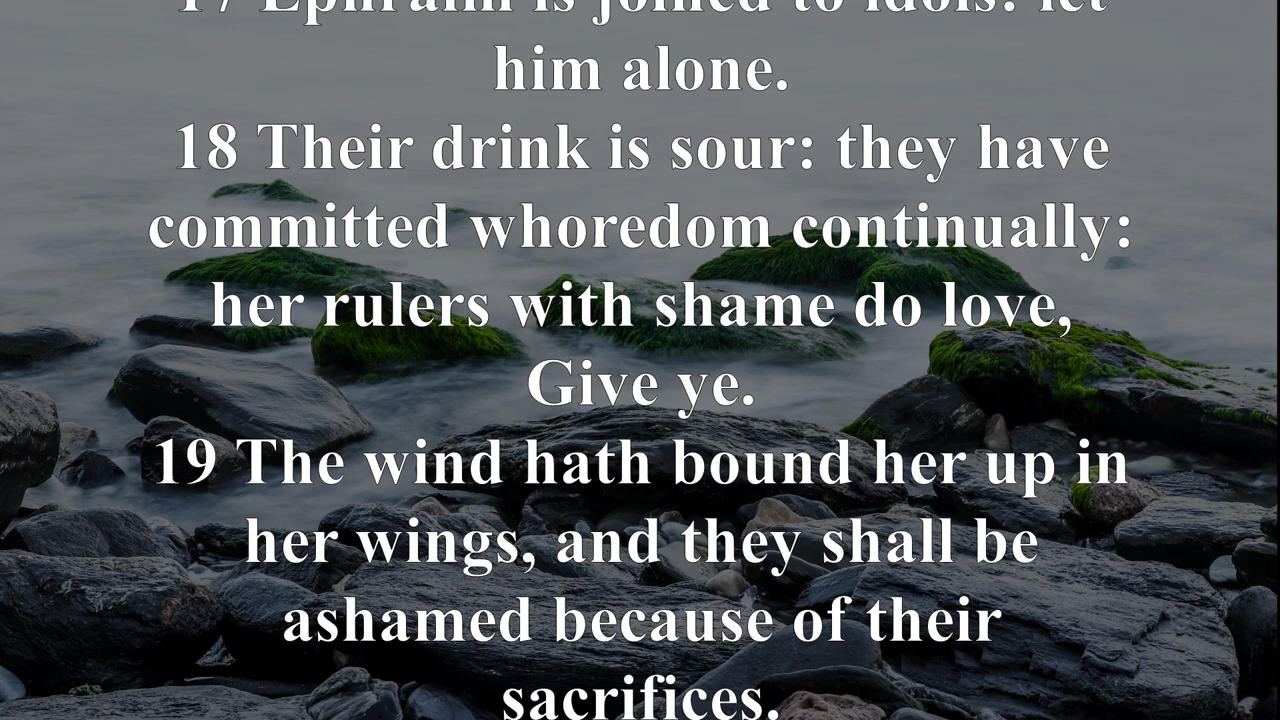 17 Ephraim is joined to idols: let
him alone.
18 Their drink is sour: they have
committed whoredom continually:
her rulers with shame do love,
Give ye.
19 The wind hath bound her up in
her wings, and they shall be
ashamed because of their
sacrifices.